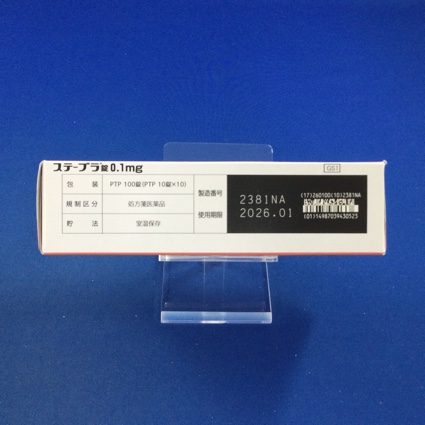 ステーブラ錠0.1mg
GS1
包装 PTP 100錠(PTP 10錠×10)
規制区分 処方箋医薬品
貯法 室温保存
製造番号 2381NA
使用期限 2026.01
(17)260100(10)2381NA
(01)14987039430523